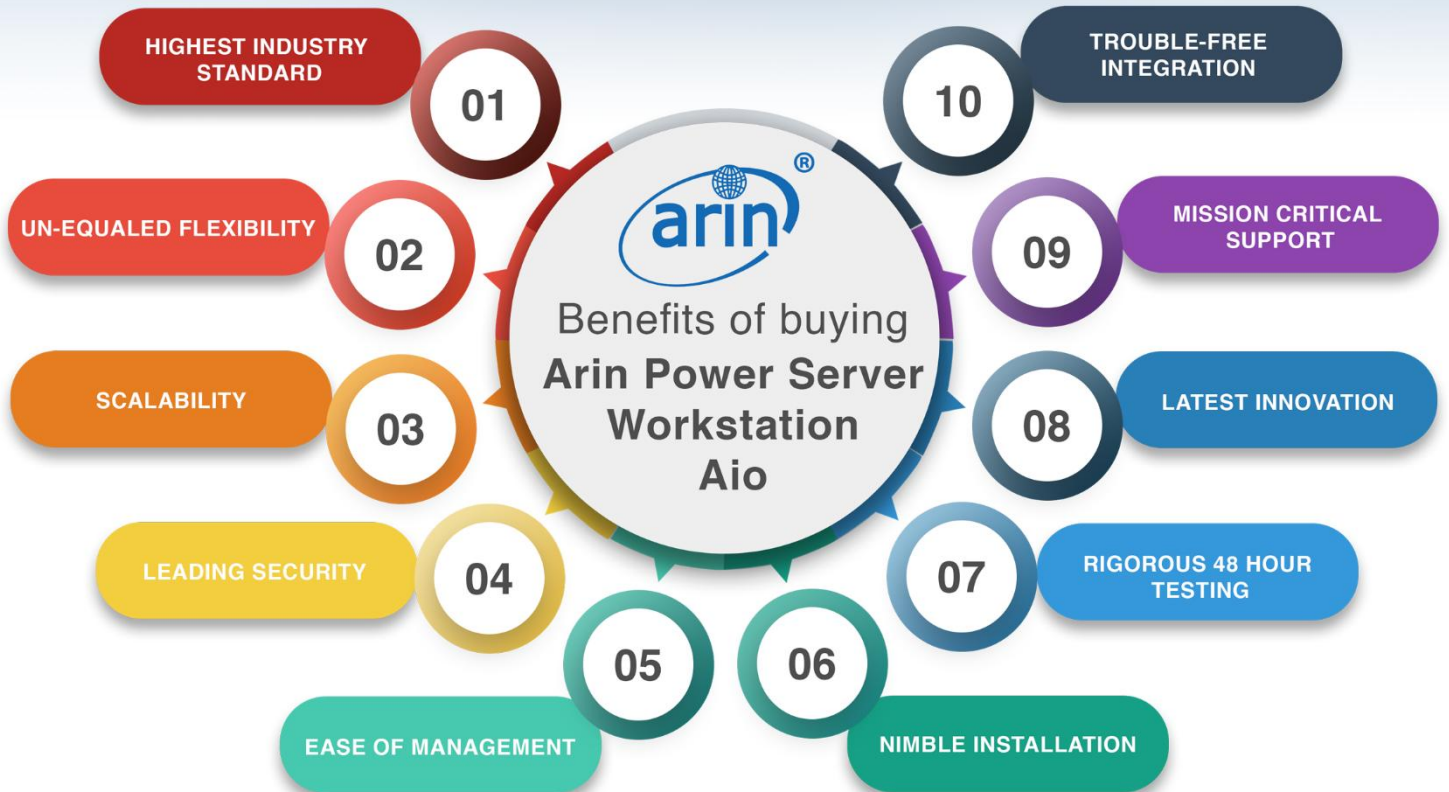 arin®
Benefits of buying
Arin Power Server
Workstation
Aio
01
HIGHEST INDUSTRY
STANDARD
02
UN-EQUALED FLEXIBILITY
03
SCALABILITY
04
LEADING SECURITY
05
EASE OF MANAGEMENT
06
NIMBLE INSTALLATION
07
RIGOROUS 48 HOUR
TESTING
08
LATEST INNOVATION
09
MISSION CRITICAL
SUPPORT
10
TROUBLE-FREE
INTEGRATION